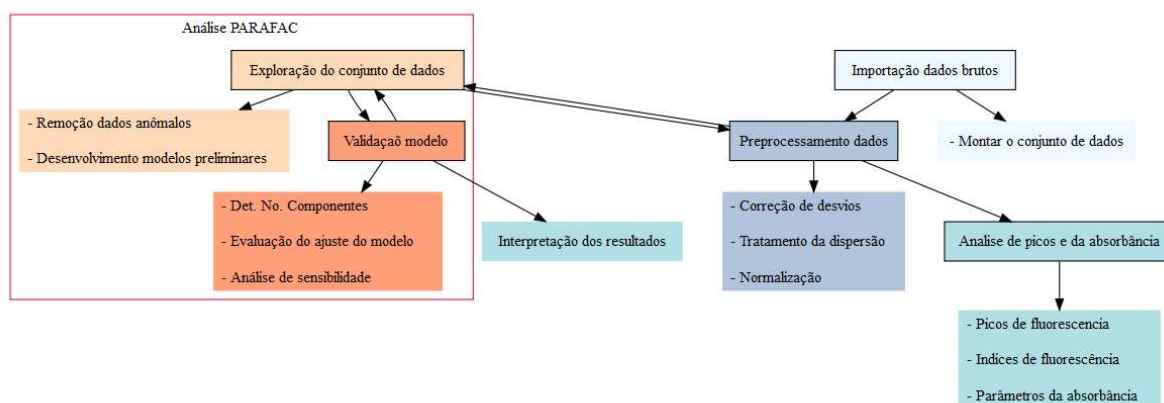 Análise PARAFAC
Exploração do conjunto de dados
Importação dados brutos
- Remoção dados anômalos
- Desenvolvimento modelos preliminares
Validaçaõ modelo
Preprocessamento dados
- Montar o conjunto de dados
- Det. No. Componentes
- Evaluação do ajuste do modelo
- Análise de sensibilidade
Interpretação dos resultados
- Correção de desvios
- Tratamento da dispersão
- Normalização
Analise de picos e da absorbância
- Picos de fluorescencia
- Indices de fluorescência
- Parâmetros da absorbância